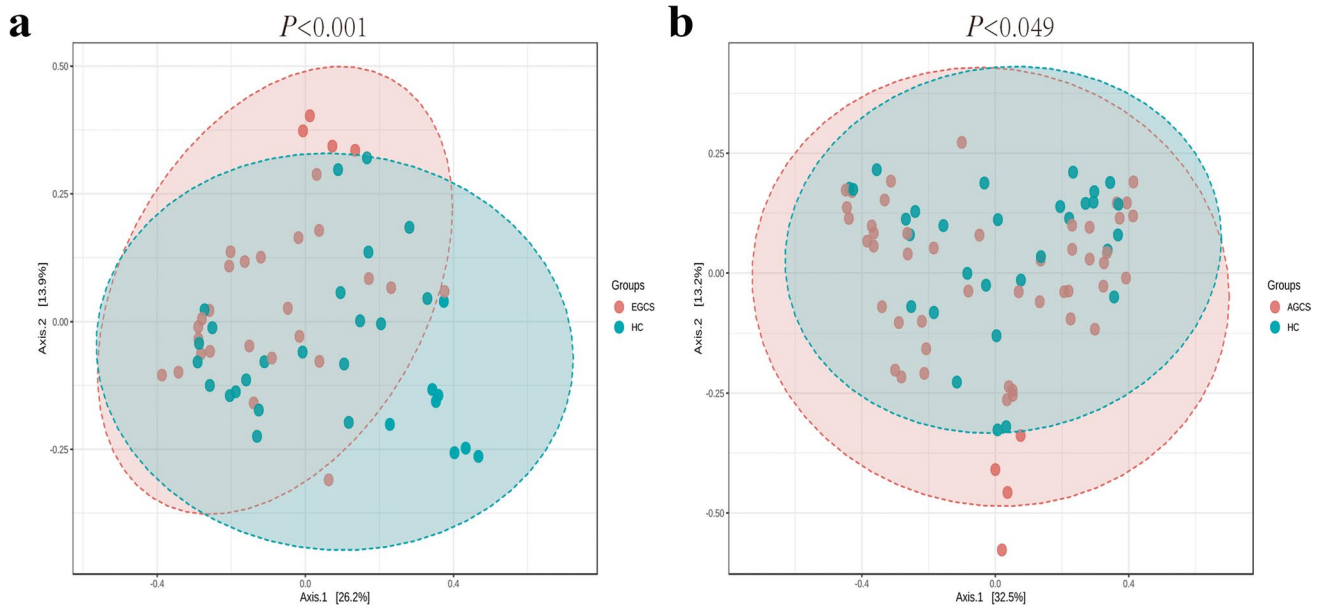 a
P<0.001
0.50
0.25
0.00
-0.25
Axis.2 [13.9%]
-0.4
0.0
0.4
Axis.1 [26.2%]
Groups
EGCS
HC
b
P<0.049
0.25
0.00
-0.25
-0.50
Axis.2 [13.2%]
-0.4
0.0
0.4
Axis.1 [32.5%]
Groups
AGCS
HC